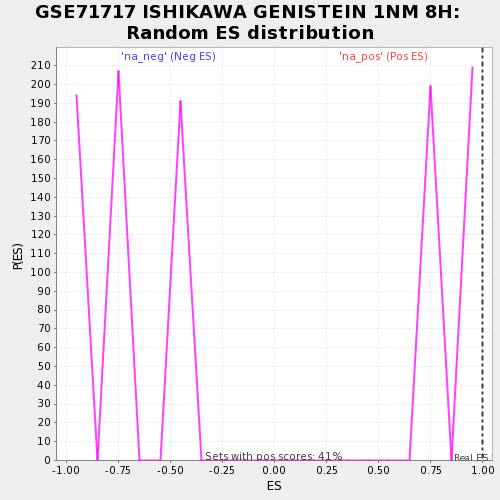 GSE71717 ISHIKAWA GENISTEIN 1NM 8H:
Random ES distribution
'na_neg' (Neg ES) 'na_pos' (Pos ES)
210
200
190
180
170
160
150
140
130
120
110
100
90
80
70
60
50
40
30
20
10
0
P(ES)
Sets with pos scores: 41%
Real ES
-1.00 -0.75 -0.50 -0.25 0.00 0.25 0.50 0.75 1.00
ES